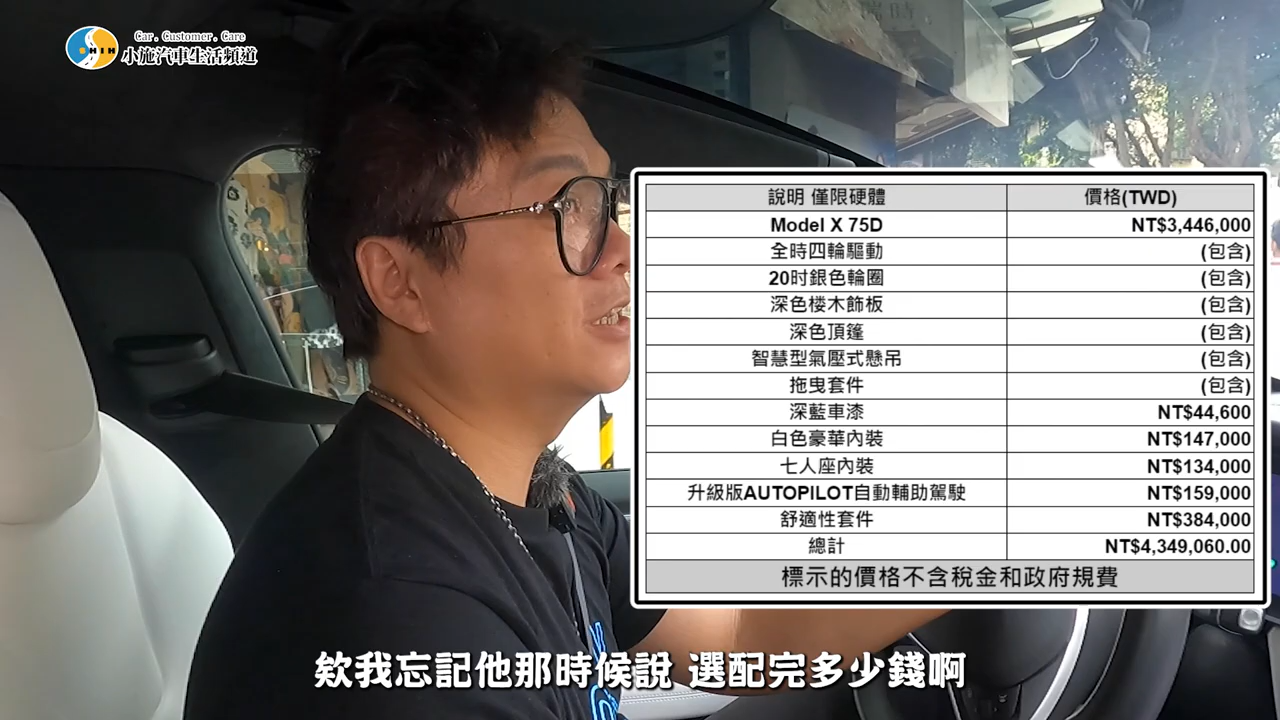 Car. Customer. Care
SHIH
小施汽車生活頻道
說明 僅限硬體 價格(TWD)
Model X 75D NT$3,446,000
全時四輪驅動 (包含)
20吋銀色輪圈 (包含)
深色楼木飾板 (包含)
深色頂篷 (包含)
智慧型氣壓式懸吊 (包含)
拖曳套件 (包含)
深藍車漆 NT$44,600
白色豪華內裝 NT$147,000
七人座內裝 NT$134,000
升級版AUTOPILOT自動輔助駕駛 NT$159,000
舒適性套件 NT$384,000
總計 NT$4,349,060.00
標示的價格不含稅金和政府規費
欸我忘記他那時候說 選配完多少錢啊